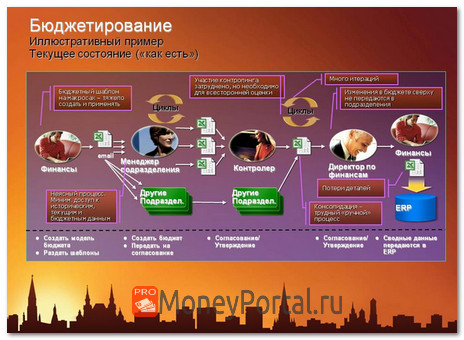 Бюджетирование
Иллюстративный пример
Текущее состояние («как есть»)
Бюджетный шаблон
на макросах – тяжело
создать и применять
Циклы
Участие контролинга
затруднено, но необходимо
для всесторонней оценки
Циклы
Много итераций
Изменения в бюджете сверху
не передаются в
подразделения
Финансы
email
Менеджер
подразделения
Контролер
Директор по
финансам
Финансы
Неясный процесс.
Миним. доступ к
историческим,
текущим и
бюджетным данным
Другие
Подраздел.
Другие
Подраздел.
Потери деталей
Консолидация –
трудный «ручной»
процесс
ERP
• Создать модель
бюджета
• Раздать шаблоны
• Создать бюджет
• Передать на
согласование
• Согласование/
Утверждение
• Согласование/
Утверждение
• Сводные данные
передаются в
ERP
PRO
MoneyPortal.ru